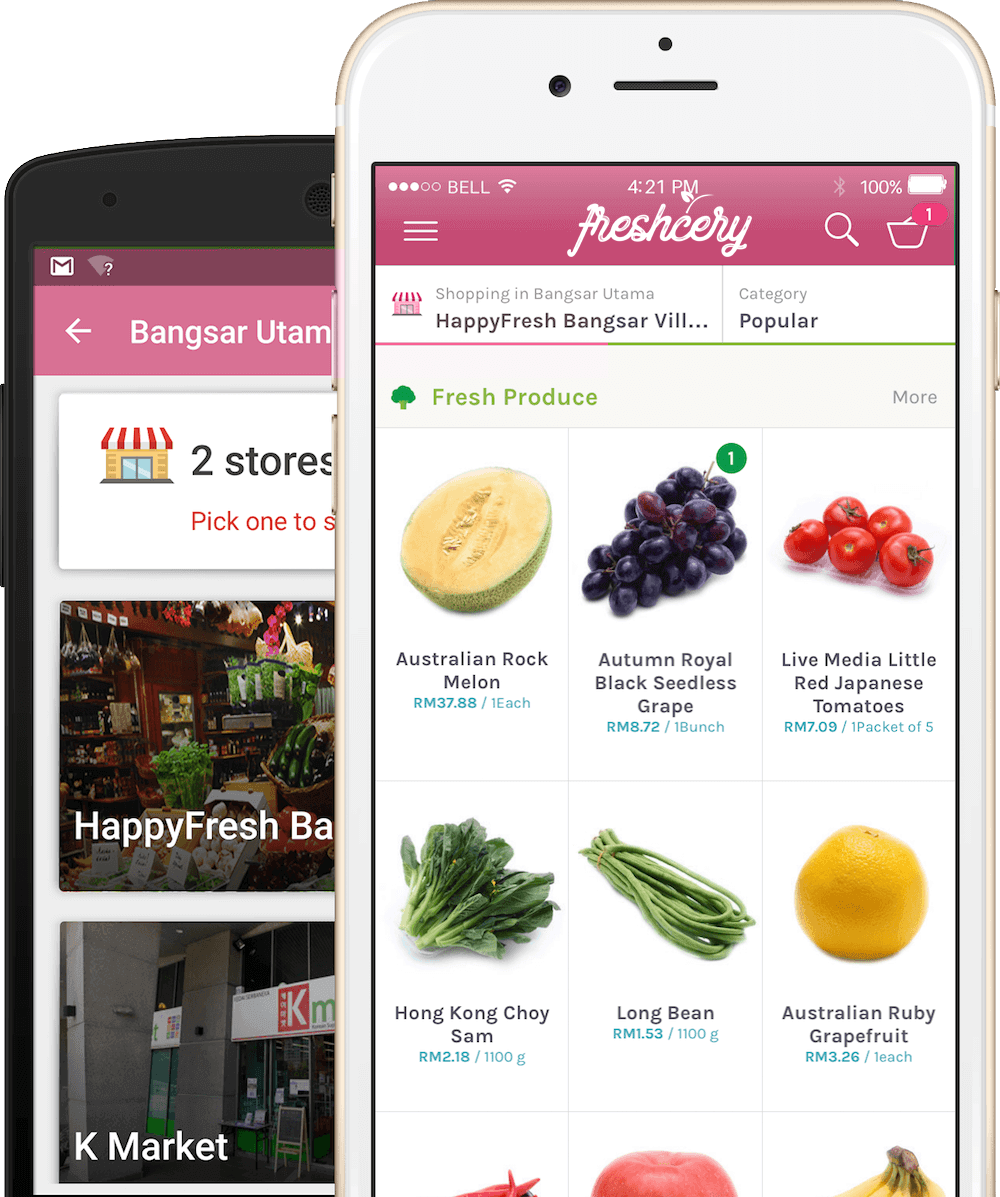 Bangsar Utam
2 stores
Pick one to s
HappyFresh Ba
Km
K Market
BELL 4:21 PM 100%
freshcery
1
Shopping in Bangsar Utama
HappyFresh Bangsar Vill...
Category
Popular
Fresh Produce More
1
Australian Rock
Melon
RM37.88 / 1Each
Autumn Royal
Black Seedless
Grape
RM8.72 / 1Bunch
Live Media Little
Red Japanese
Tomatoes
RM7.09 / 1Packet of 5
Hong Kong Choy
Sam
RM2.18 / 1100 g
Long Bean
RM1.53 / 1100 g
Australian Ruby
Grapefruit
RM3.26 / 1each